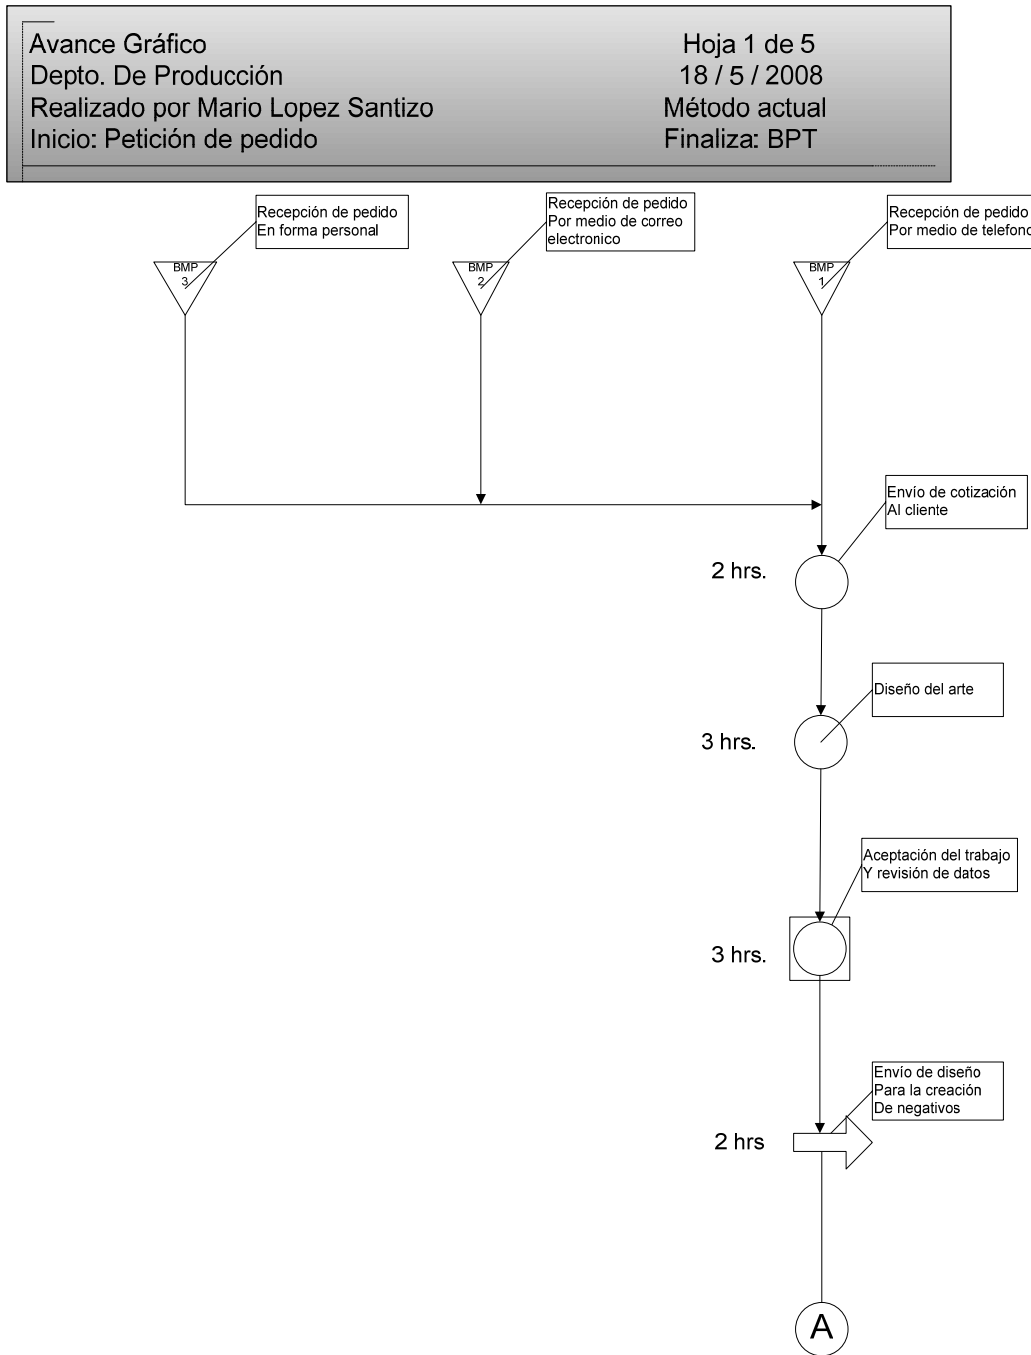 Avance Gráfico
Hoja 1 de 5
Depto. De Producción
18 / 5 / 2008
Realizado por Mario Lopez Santizo
Método actual
Inicio: Petición de pedido
Finaliza: BPT
Recepción de pedido
En forma personal
Recepción de pedido
Por medio de correo
electronico
Recepción de pedido
Por medio de telefono
BMP
3
BMP
2
BMP
1
Envío de cotización
Al cliente
2 hrs.
Diseño del arte
3 hrs.
Aceptación del trabajo
Y revisión de datos
3 hrs.
Envío de diseño
Para la creación
De negativos
2 hrs
A